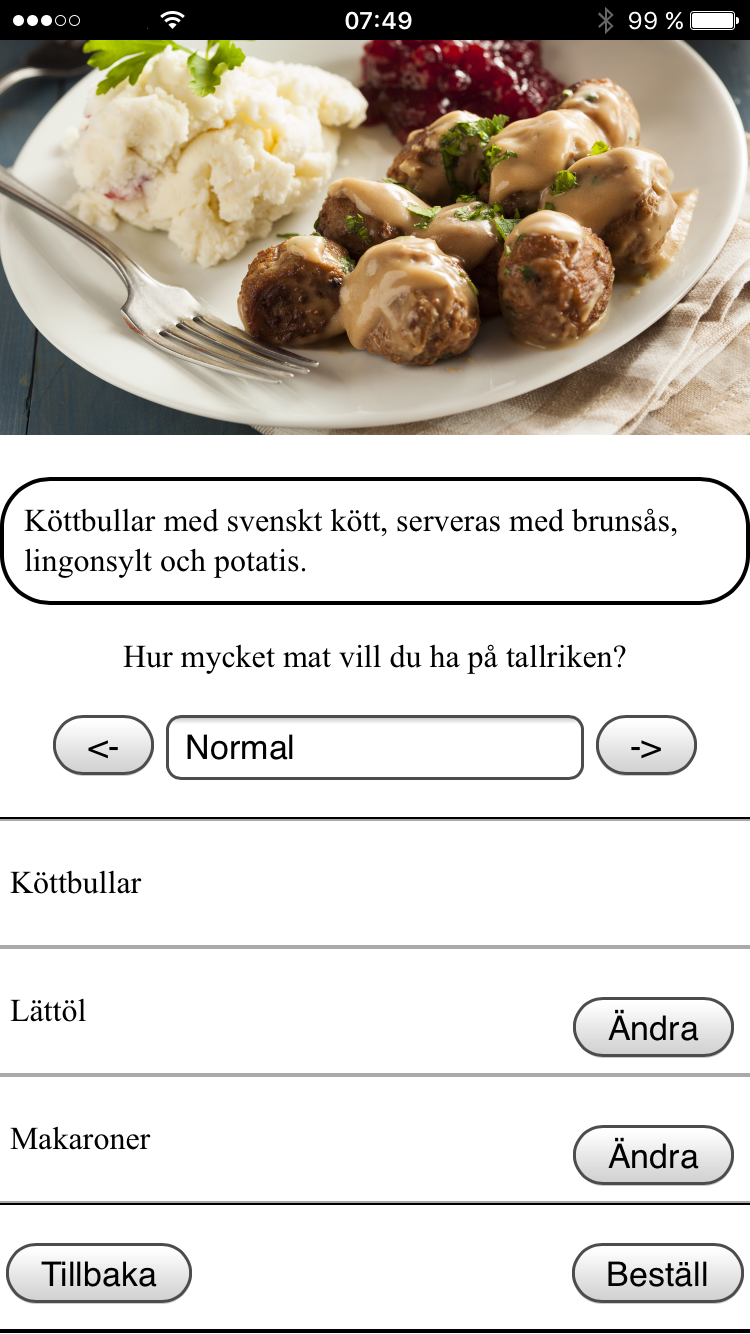 07:49 99 %
Köttbullar med svenskt kött, serveras med brunsås,
lingonsylt och potatis.
Hur mycket mat vill du ha på tallriken?
<- Normal ->
Köttbullar
Lättöl Ändra
Makaroner Ändra
Tillbaka Beställ